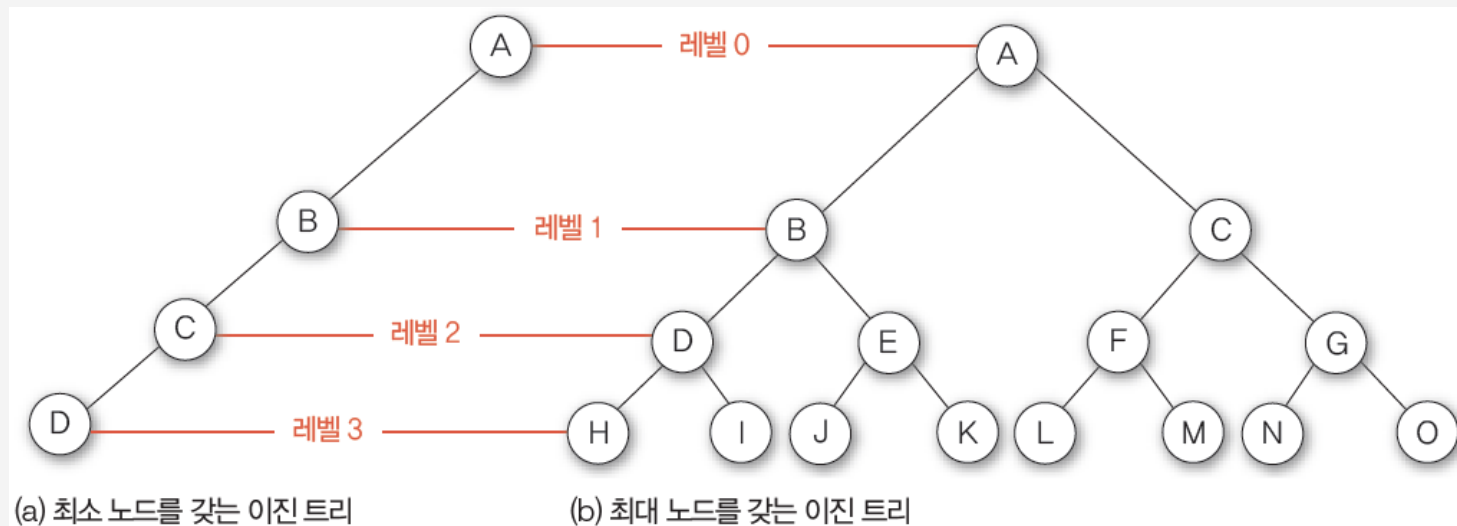 A 레벨 0 A
B 레벨 1 B C
C 레벨 2 D E F G
D 레벨 3 H I J K L M N O
(a) 최소 노드를 갖는 이진 트리 (b) 최대 노드를 갖는 이진 트리